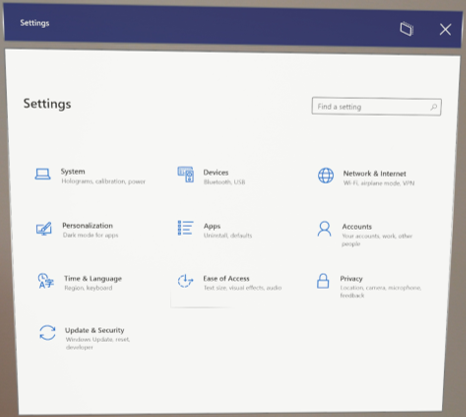 Settings
Settings
Find a setting
System
Holograms, calibration, power
Devices
Bluetooth, USB
Network & Internet
Wi-Fi, airplane mode, VPN
Personalization
Dark mode for apps
Apps
Uninstall, defaults
Accounts
Your accounts, work, other
people
Time & Language
Region, keyboard
Ease of Access
Text size, visual effects, audio
Privacy
Location, camera, microphone,
feedback
Update & Security
Windows Update, reset,
developer